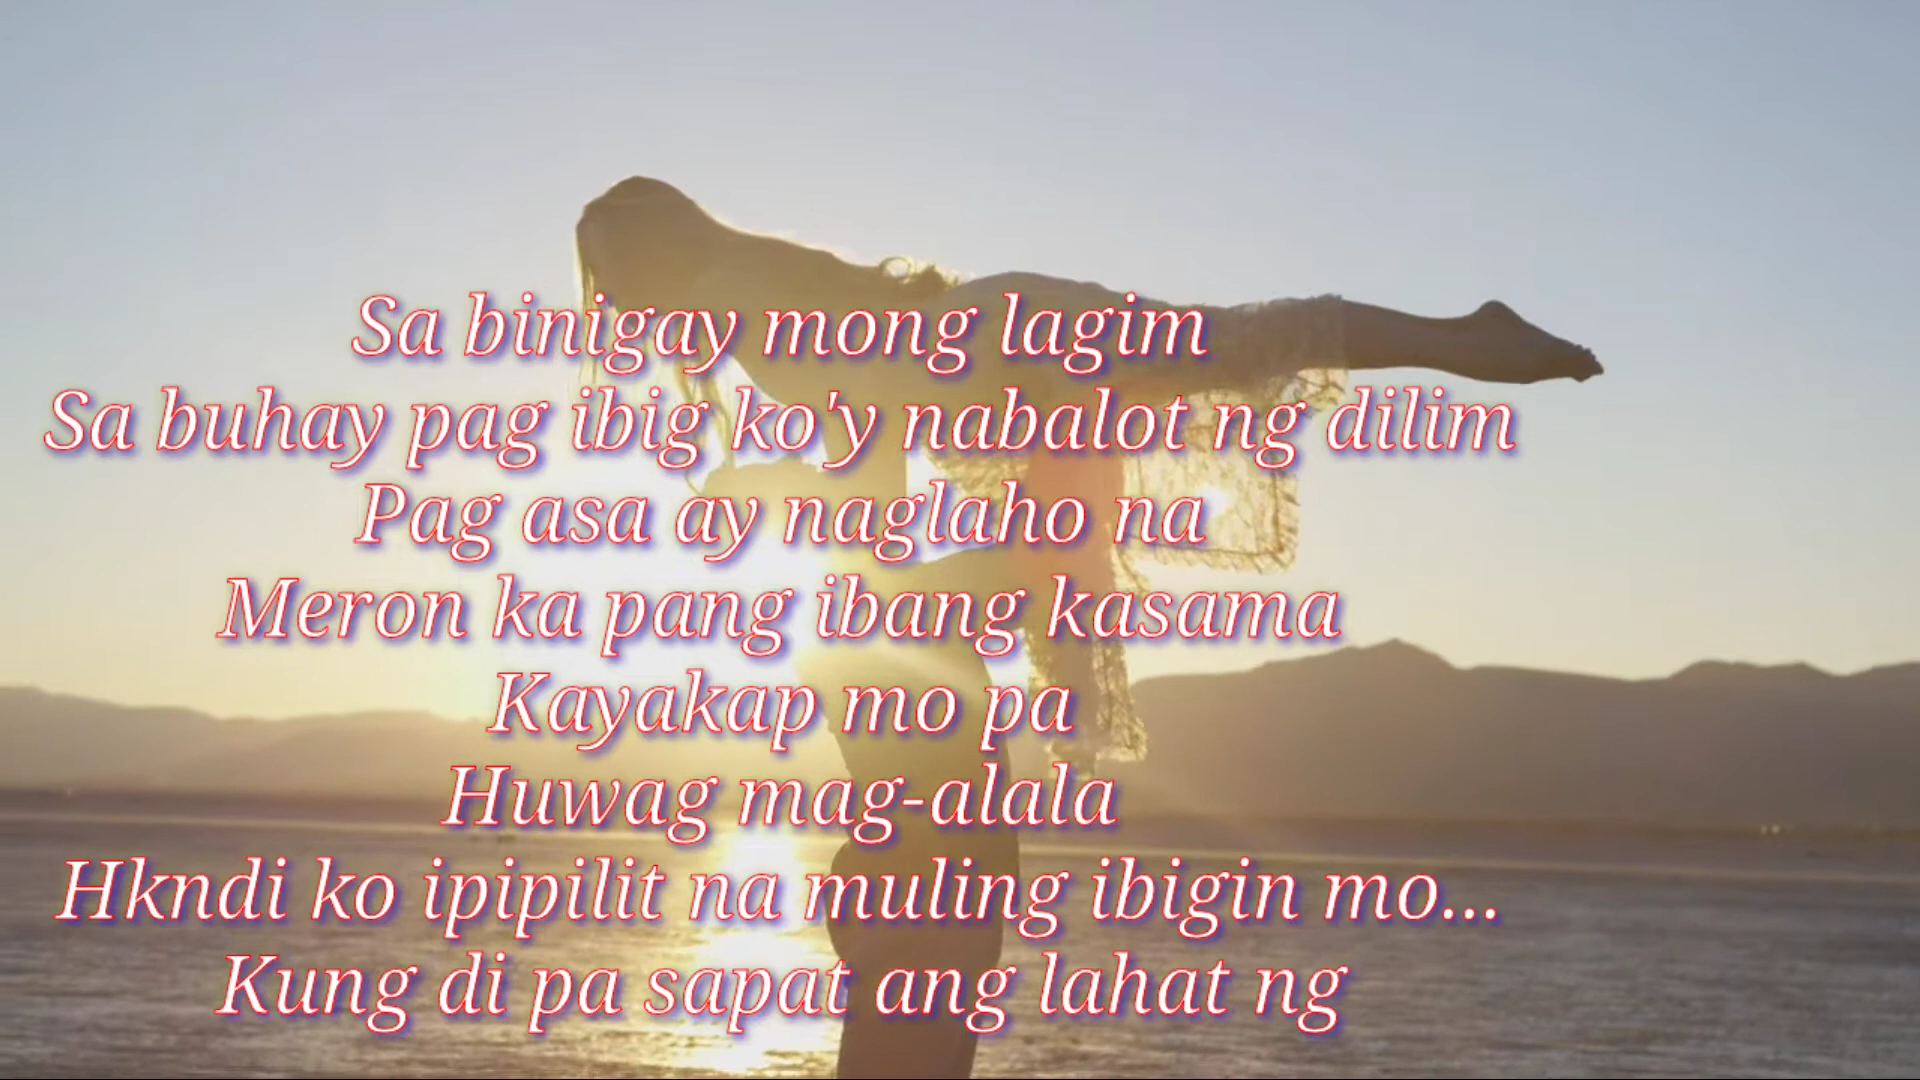 Sa binigay mong lagim
Sa buhay pag ibig ko'y nabalot ng dilim
Pag asa ay naglaho na
Meron ka pang ibang kasama
Kayakap mo pa
Huwag mag-alala
Hkndi ko ipipilit na muling ibigin mo...
Kung di pa sapat ang lahat ng